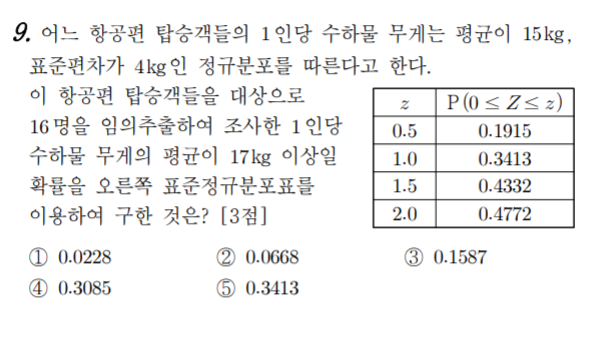 9. 어느 항공편 탑승객들의 1인당 수하물 무게는 평균이 15kg,
표준편차가 4kg인 정규분포를 따른다고 한다.
이 항공편 탑승객들을 대상으로
16명을 임의추출하여 조사한 1인당
수하물 무게의 평균이 17kg 이상일
확률을 오른쪽 표준정규분포표를
이용하여 구한 것은? [3점]
z P(0 ≤ Z ≤ z)
0.5 0.1915
1.0 0.3413
1.5 0.4332
2.0 0.4772
① 0.0228 ② 0.0668 ③ 0.1587
④ 0.3085 ⑤ 0.3413